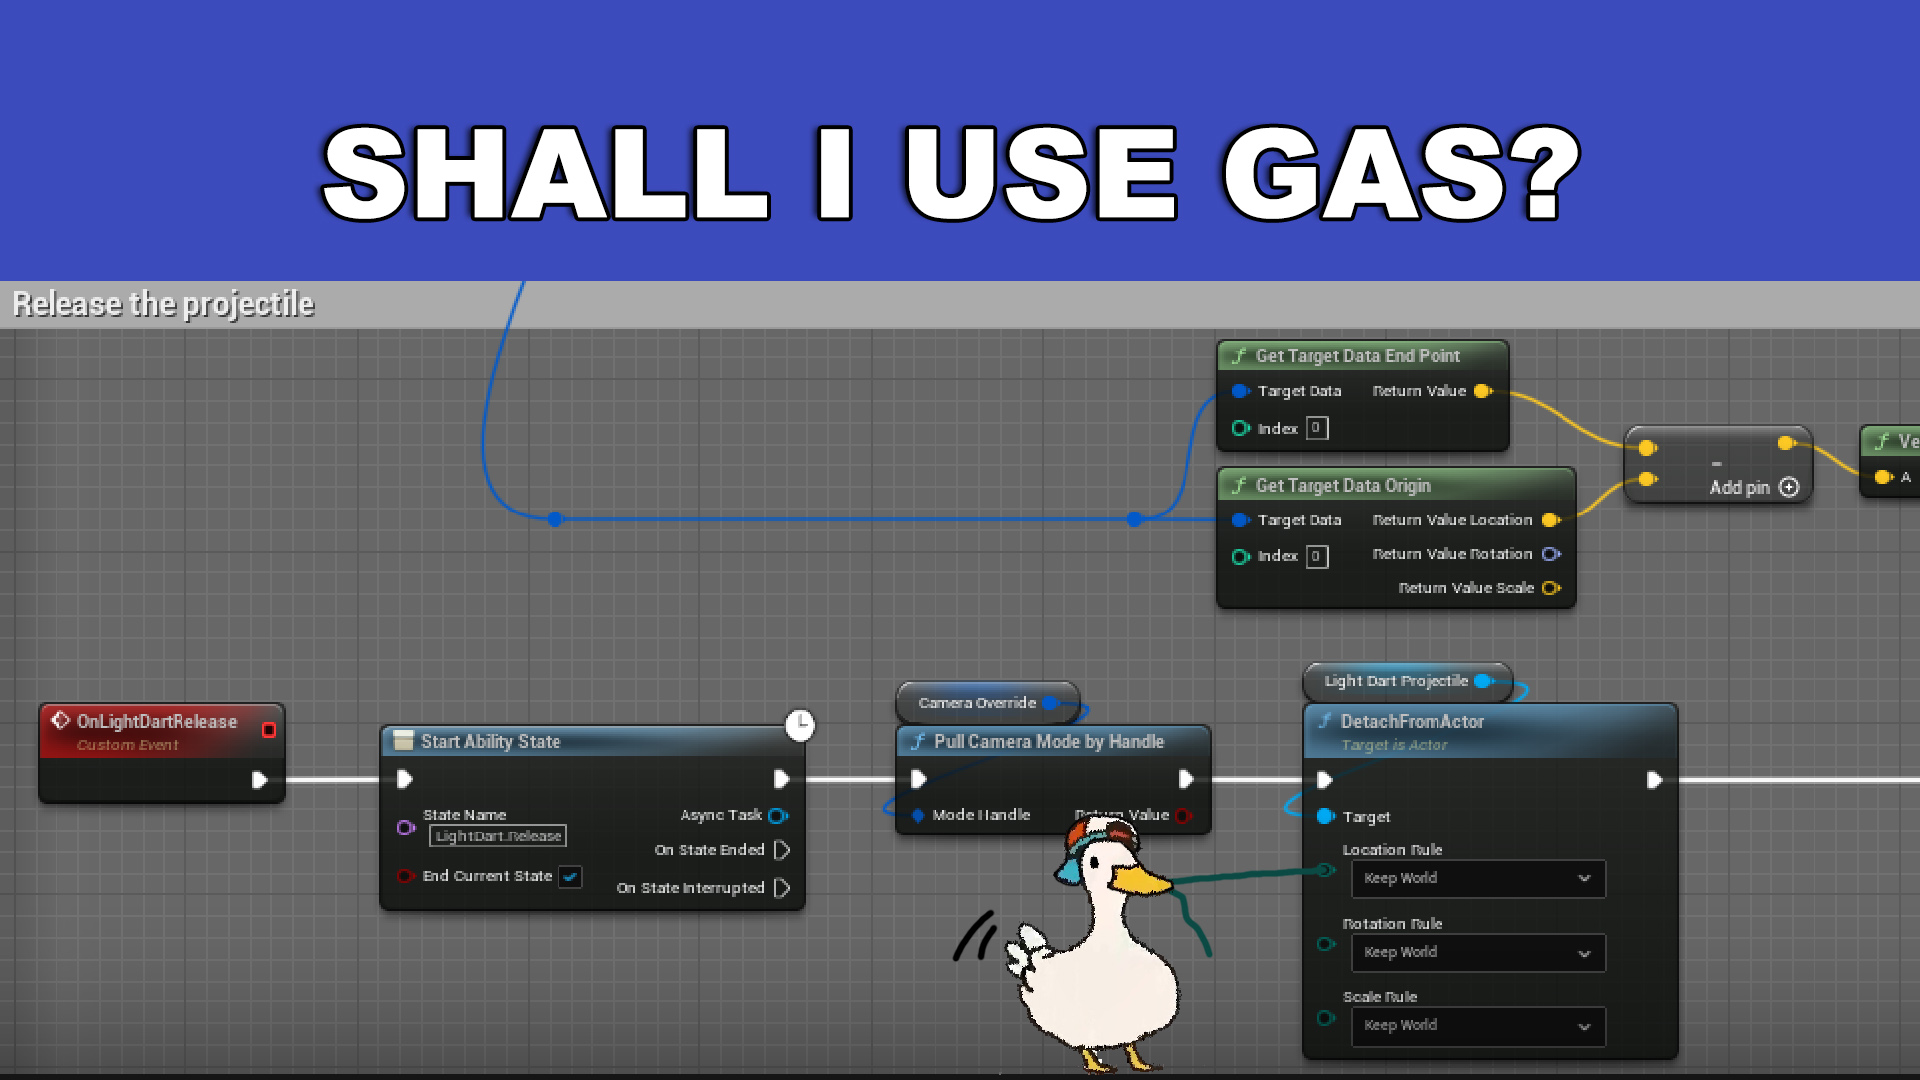 SHALL I USE GAS?
Release the projectile
Get Target Data End Point
Target Data Return Value
Index 0
Add pin
Ve
A
Get Target Data Origin
Target Data Return Value Location
Index 0 Return Value Rotation
Return Value Scale
OnLightDartRelease
Custom Event
Start Ability State
State Name
LightDart.Release
Async Task
On State Ended
End Current State
On State Interrupted
Camera Override
Pull Camera Mode by Handle
Mode Handle Return Value
Light Dart Projectile
DetachFromActor
Target is Actor
Target
Location Rule
Keep World
Rotation Rule
Keep World
Scale Rule
Keep World